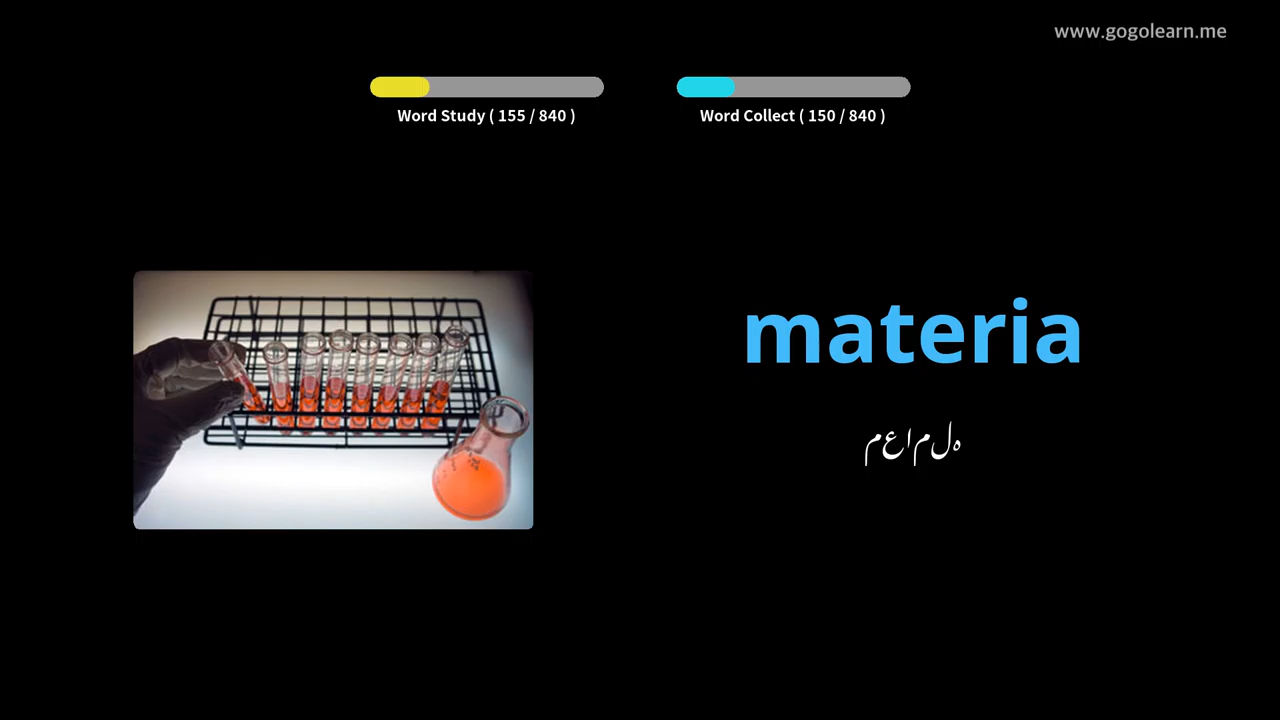 www.gogolearn.me
Word Study ( 155 / 840 )
Word Collect ( 150 / 840 )
materia
معاملہ